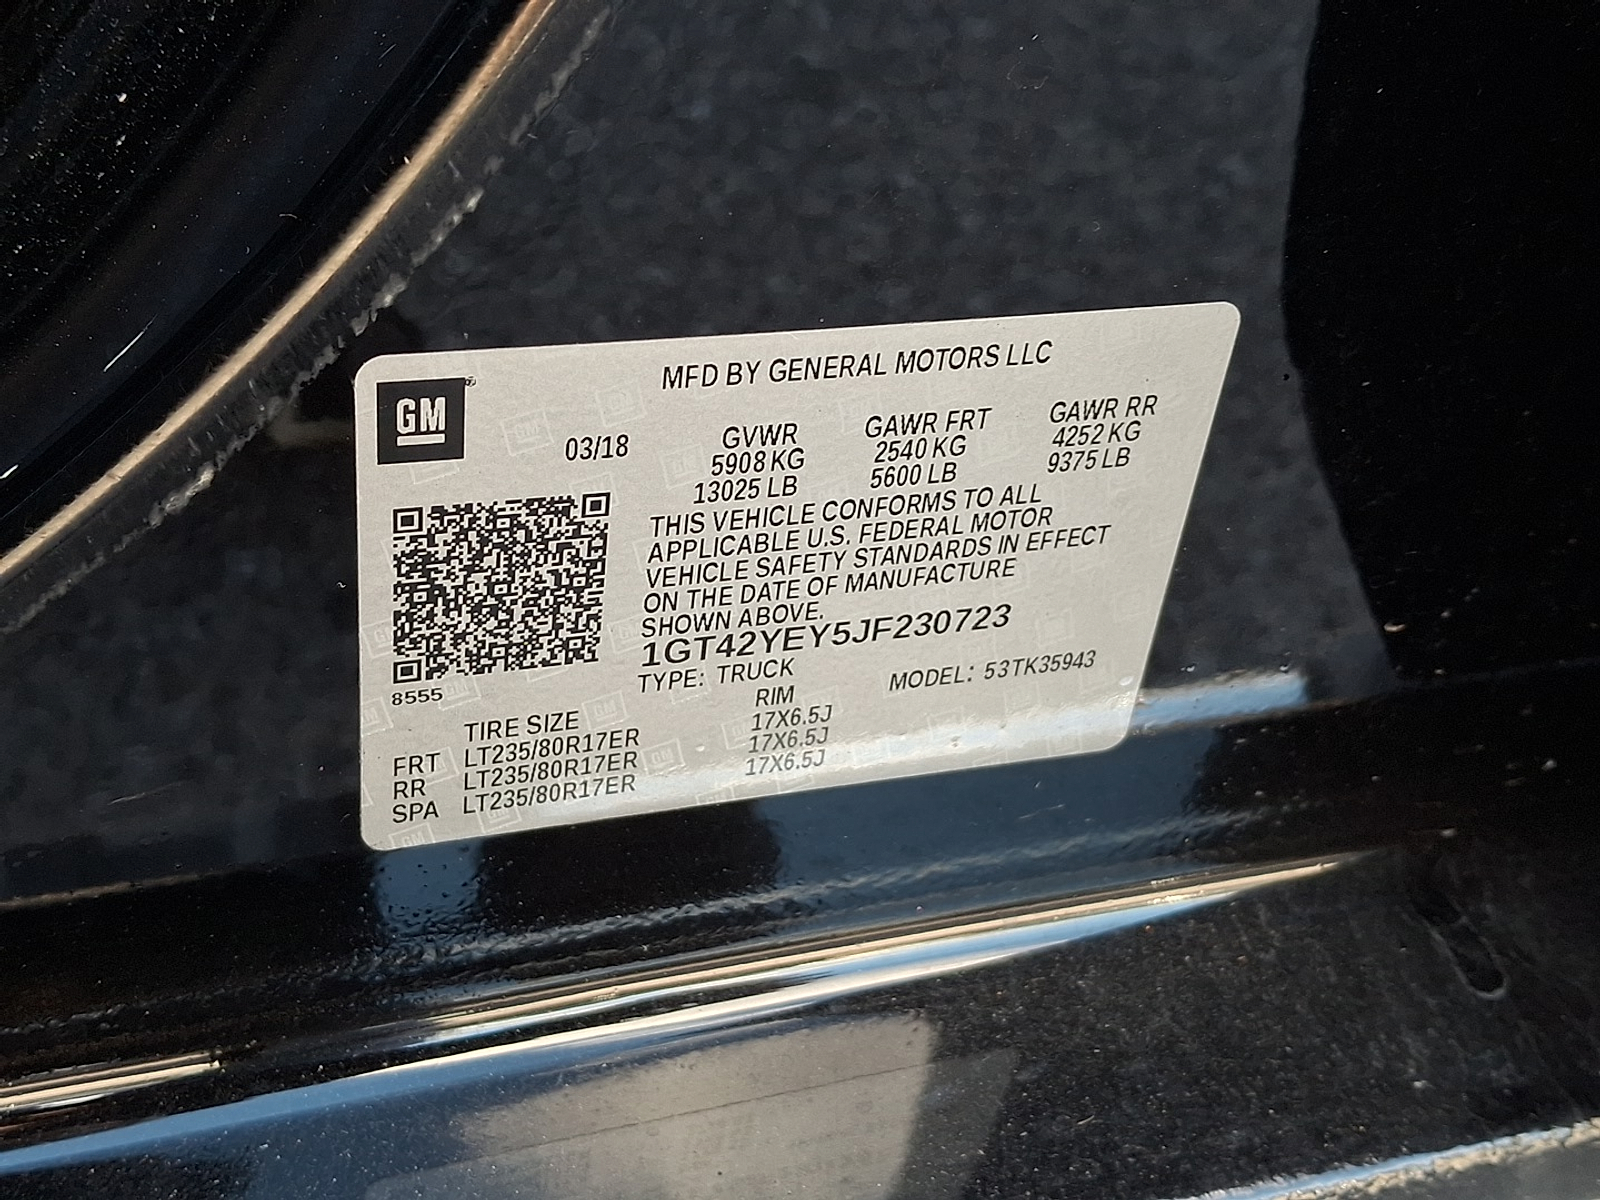 MFD BY GENERAL MOTORS LLC
GM
03/18
GVWR GAWR FRT GAWR RR
5908 KG 2540 KG 4252 KG
13025 LB 5600 LB 9375 LB
THIS VEHICLE CONFORMS TO ALL
APPLICABLE U.S. FEDERAL MOTOR
VEHICLE SAFETY STANDARDS IN EFFECT
ON THE DATE OF MANUFACTURE
SHOWN ABOVE.
1GT42YEY5JF230723
TYPE: TRUCK MODEL: 53TK35943
8555
TIRE SIZE RIM
FRT LT235/80R17ER 17X6.5J
RR LT235/80R17ER 17X6.5J
SPA LT235/80R17ER 17X6.5J